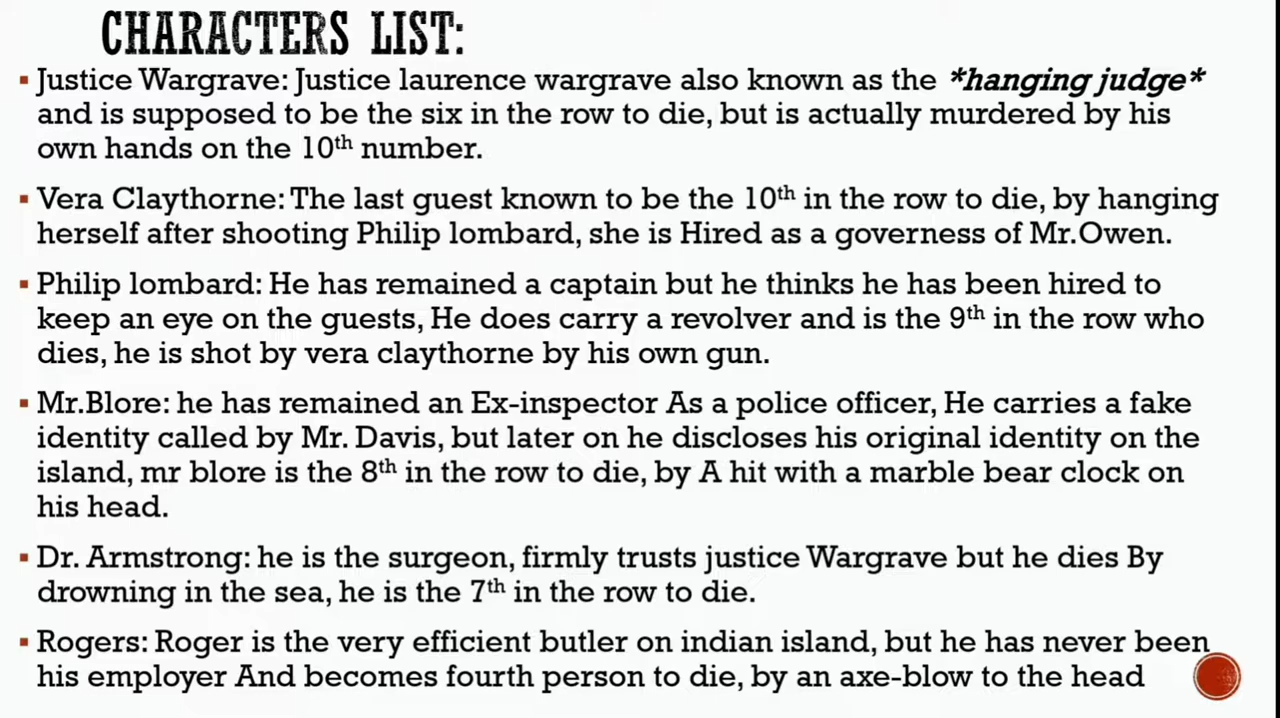 CHARACTERS LIST:
▪ Justice Wargrave: Justice laurence wargrave also known as the *hanging judge*
and is supposed to be the six in the row to die, but is actually murdered by his
own hands on the 10th number.
▪ Vera Claythorne: The last guest known to be the 10th in the row to die, by hanging
herself after shooting Philip lombard, she is Hired as a governess of Mr.Owen.
▪ Philip lombard: He has remained a captain but he thinks he has been hired to
keep an eye on the guests, He does carry a revolver and is the 9th in the row who
dies, he is shot by vera claythorne by his own gun.
▪ Mr.Blore: he has remained an Ex-inspector As a police officer, He carries a fake
identity called by Mr. Davis, but later on he discloses his original identity on the
island, mr blore is the 8th in the row to die, by A hit with a marble bear clock on
his head.
▪ Dr. Armstrong: he is the surgeon, firmly trusts justice Wargrave but he dies By
drowning in the sea, he is the 7th in the row to die.
▪ Rogers: Roger is the very efficient butler on indian island, but he has never been
his employer And becomes fourth person to die, by an axe-blow to the head